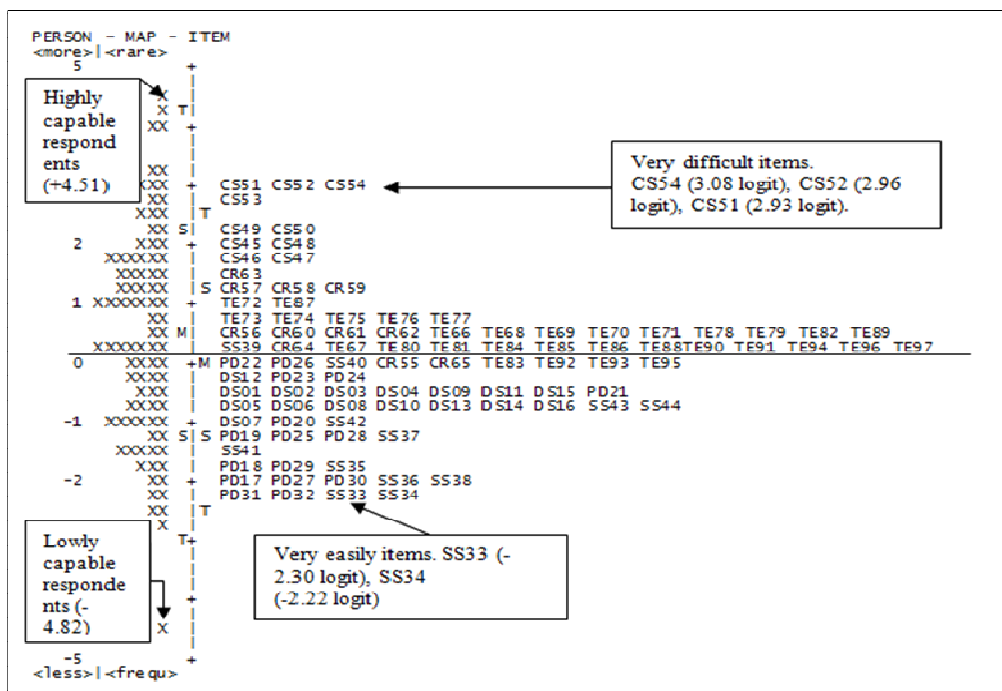 PERSON - MAP - ITEM
<more>|<rare>
5 +
|
Highly capable respond ents (+4.51)
X |
X T|
XX +
|
|
XX |
XXX + CS51 CS52 CS54
Very difficult items.
CS54 (3.08 logit), CS52 (2.96
logit), CS51 (2.93 logit).
XX | CS53
XXX |T
XX S| CS49 CS50
2 XXX + CS45 CS48
XXXXXX | CS46 CS47
XXXXX | CR63
XXXXX |S CR57 CR58 CR59
1 XXXXXXX + TE72 TE87
XX | TE73 TE74 TE75 TE76 TE77
XX M| CR56 CR60 CR61 CR62 TE66 TE68 TE69 TE70 TE71 TE78 TE79 TE82 TE89
XXXXXXX | SS39 CR64 TE67 TE80 TE81 TE84 TE85 TE86 TE88TE90 TE91 TE94 TE96 TE97
0 XXXX +M PD22 PD26 SS40 CR55 CR65 TE83 TE92 TE93 TE95
XXXX | DS12 PD23 PD24
XXX | DS01 DS02 DS03 DS04 DS09 DS11 DS15 PD21
XXXX | DS05 DS06 DS08 DS10 DS13 DS14 DS16 SS43 SS44
-1 XXXXXX + DS07 PD20 SS42
XX S|S PD19 PD25 PD28 SS37
XXXXX | SS41
XXX | PD18 PD29 SS35
-2 XX + PD17 PD27 PD30 SS36 SS38
XX | PD31 PD32 SS33 SS34
XX |T
X |
T+
Lowly
capable
responde
nts (-
4.82)
Very easily items. SS33 (-
2.30 logit), SS34
(-2.22 logit)
|
+
X |
|
-5 +
<less>|<frequ>